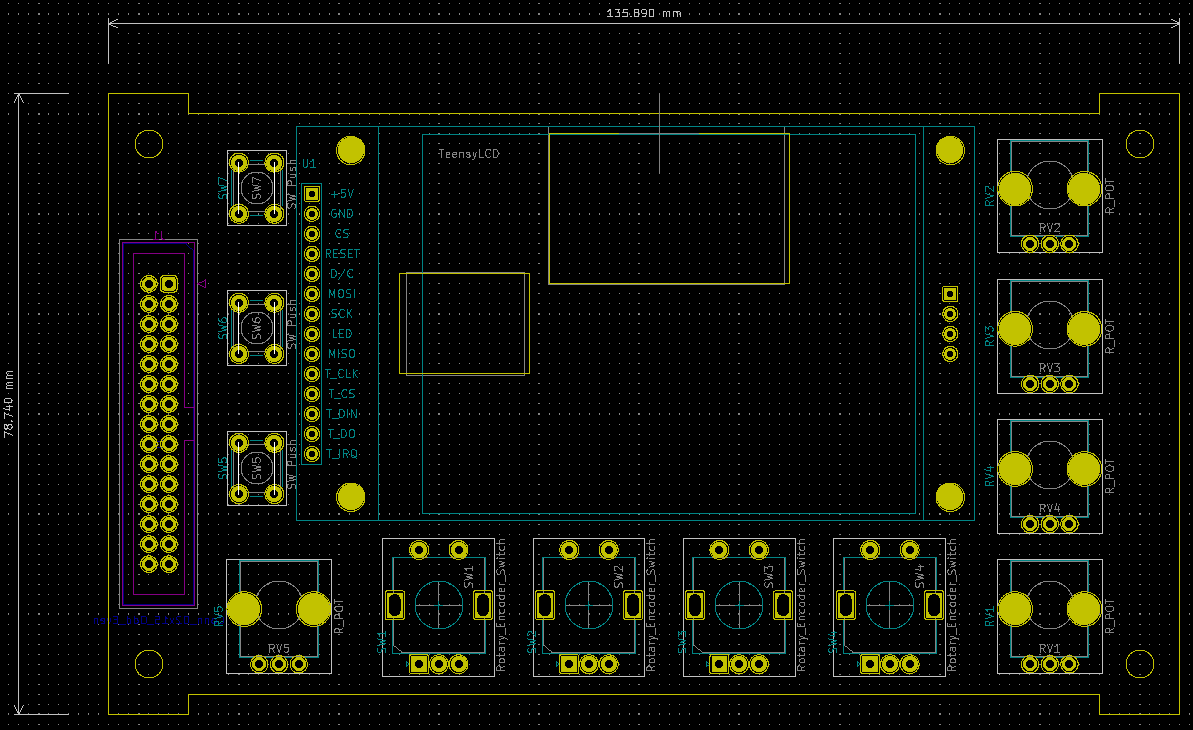 135.890 mm
78.740 mm
TeensyLCD
U1
+5V
GND
CS
RESET
D/C
MOSI
SCK
LED
MISO
T_CLK
T_CS
T_DIN
T_DO
T_IRQ
SW7
SW7
SW_Push
SW6
SW6
SW_Push
SW5
SW5
SW_Push
RV2
RV2
R_POT
RV3
RV3
R_POT
RV4
RV4
R_POT
RV5
RV5
R_POT
SW1
SW1
Rotary_Encoder_Switch
SW2
SW2
Rotary_Encoder_Switch
SW3
SW3
Rotary_Encoder_Switch
SW4
SW4
Rotary_Encoder_Switch
RV1
RV1
R_POT